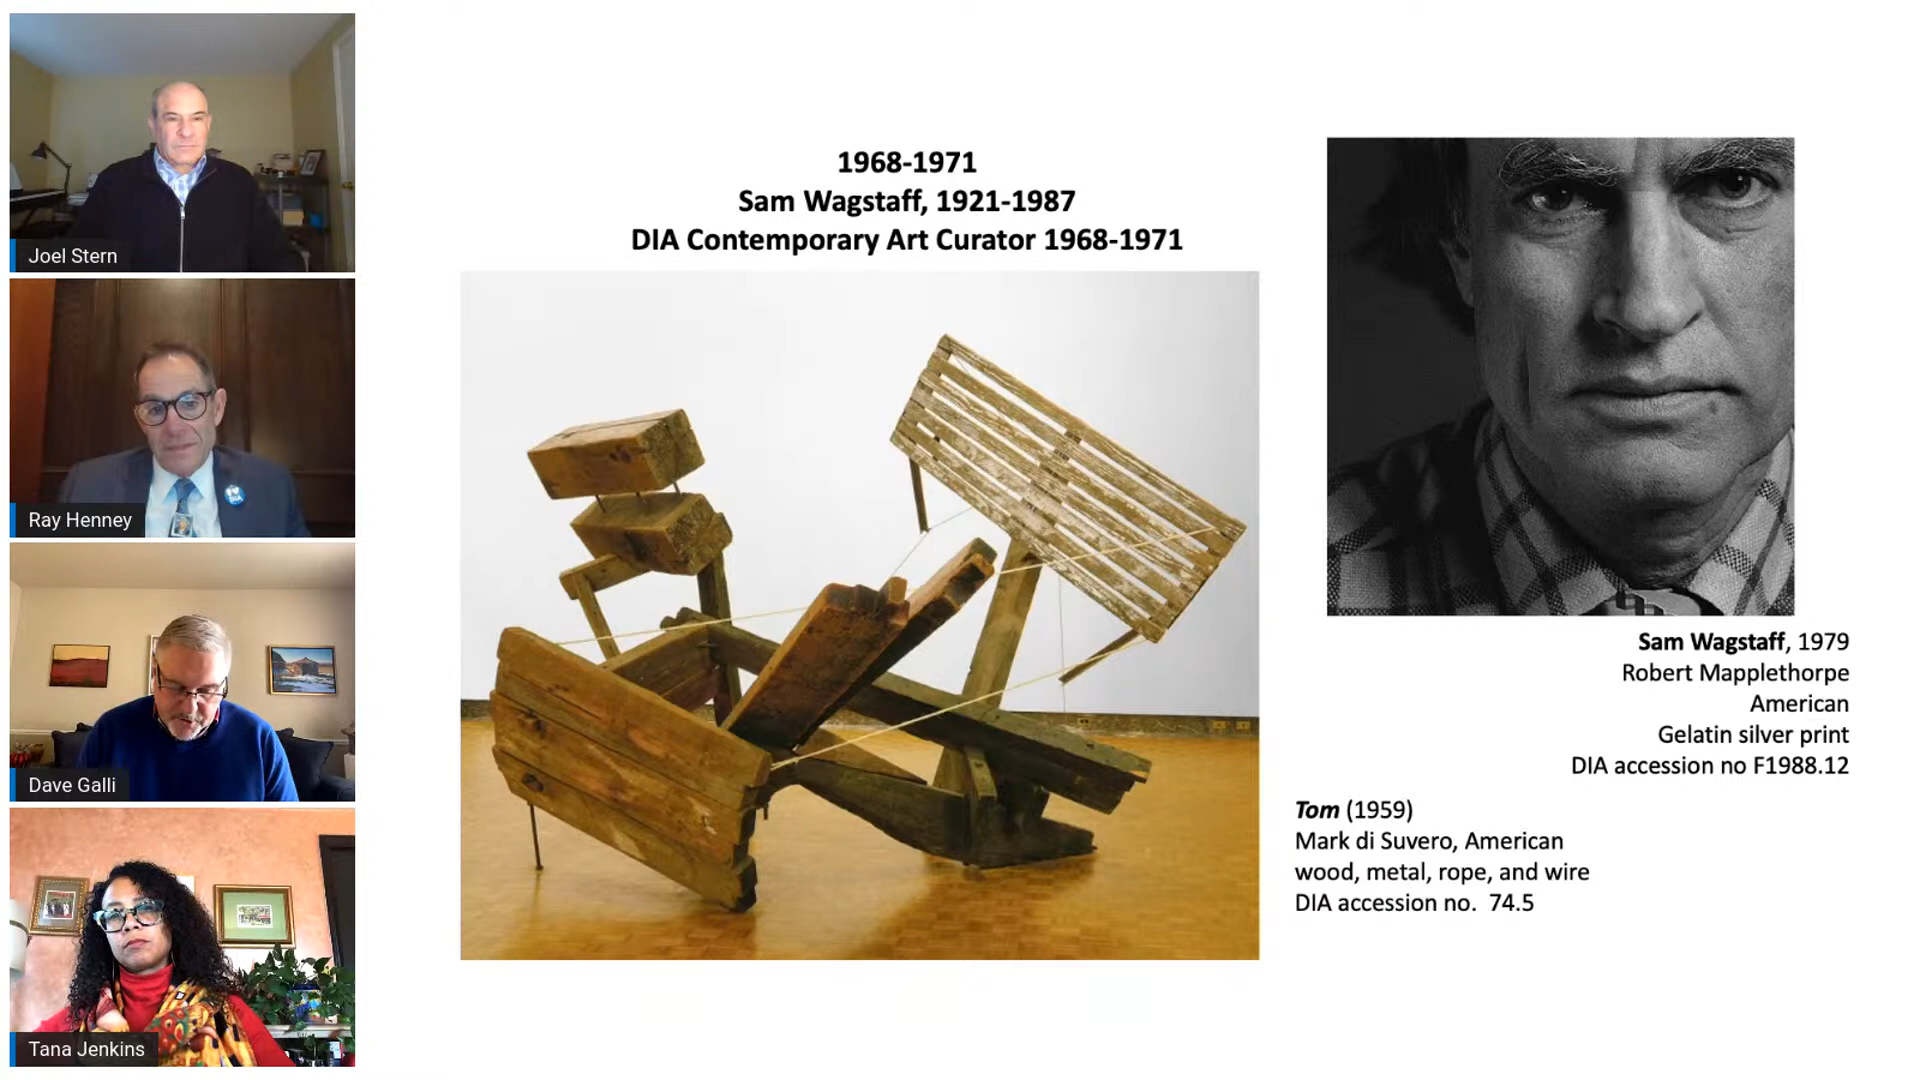 Joel Stern
Ray Henney
DIA
Dave Galli
Tana Jenkins
1968-1971
Sam Wagstaff, 1921-1987
DIA Contemporary Art Curator 1968-1971
Sam Wagstaff, 1979
Robert Mapplethorpe
American
Gelatin silver print
DIA accession no F1988.12
Tom (1959)
Mark di Suvero, American
wood, metal, rope, and wire
DIA accession no.  74.5